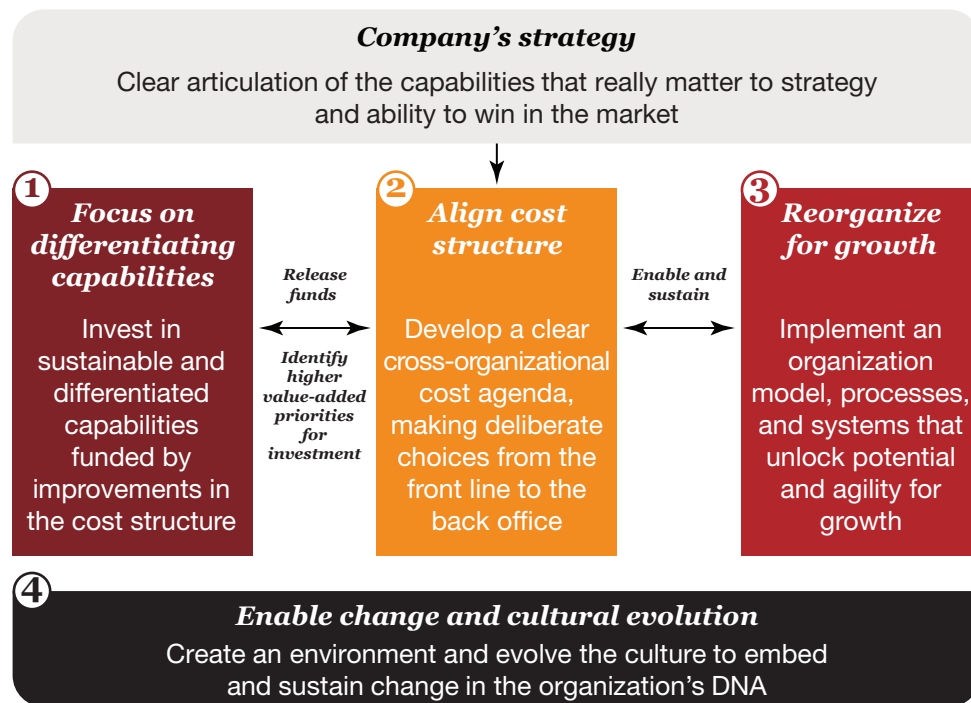 Company's strategy
Clear articulation of the capabilities that really matter to strategy
and ability to win in the market
1
Focus on
differentiating
capabilities
Invest in
sustainable and
differentiated
capabilities
funded by
improvements in
the cost structure
Release
funds
Identify
higher
value-added
priorities
for
investment
2
Align cost
structure
Develop a clear
cross-organizational
cost agenda,
making deliberate
choices from the
front line to the
back office
Enable and
sustain
3
Reorganize
for growth
Implement an
organization
model, processes,
and systems that
unlock potential
and agility for
growth
4
Enable change and cultural evolution
Create an environment and evolve the culture to embed
and sustain change in the organization's DNA